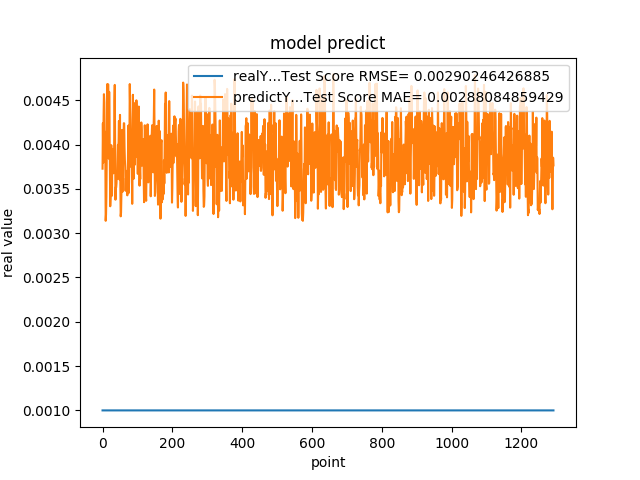 model predict
realY...Test Score RMSE= 0.00290246426885
predictY...Test Score MAE= 0.00288084859429
0.0045
0.0040
0.0035
0.0030
0.0025
0.0020
0.0015
0.0010
real value
0 200 400 600 800 1000 1200
point